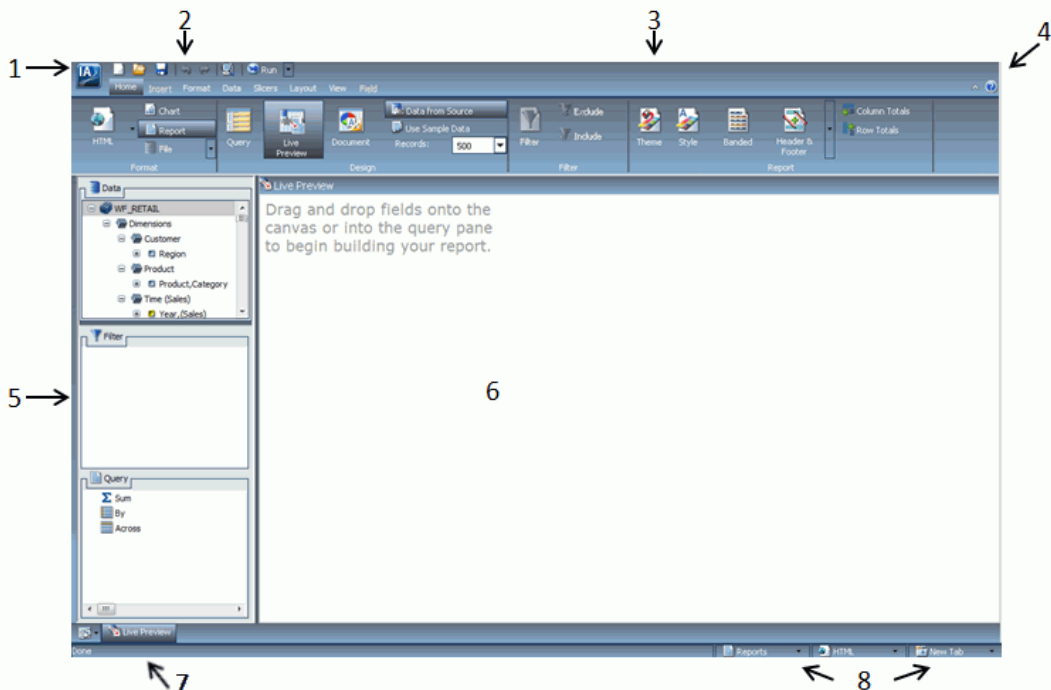 2
3
4
1
IA
Run
Home Insert Format Data Slicers Layout View Field
HTML
Chart
Report
File
Format
Query
Live Preview
Document
Data from Source
Use Sample Data
Records: 500
Design
Filter
Exclude
Include
Filter
Theme
Style
Banded
Header & Footer
Report
Column Totals
Row Totals
Data
WF_RETAIL
Dimensions
Customer
Region
Product
Product,Category
Time (Sales)
Year,(Sales)
Live Preview
Drag and drop fields onto the
canvas or into the query pane
to begin building your report.
Filter
5
6
Query
Sum
By
Across
Live Preview
Done
Reports
HTML
New Tab
7
8